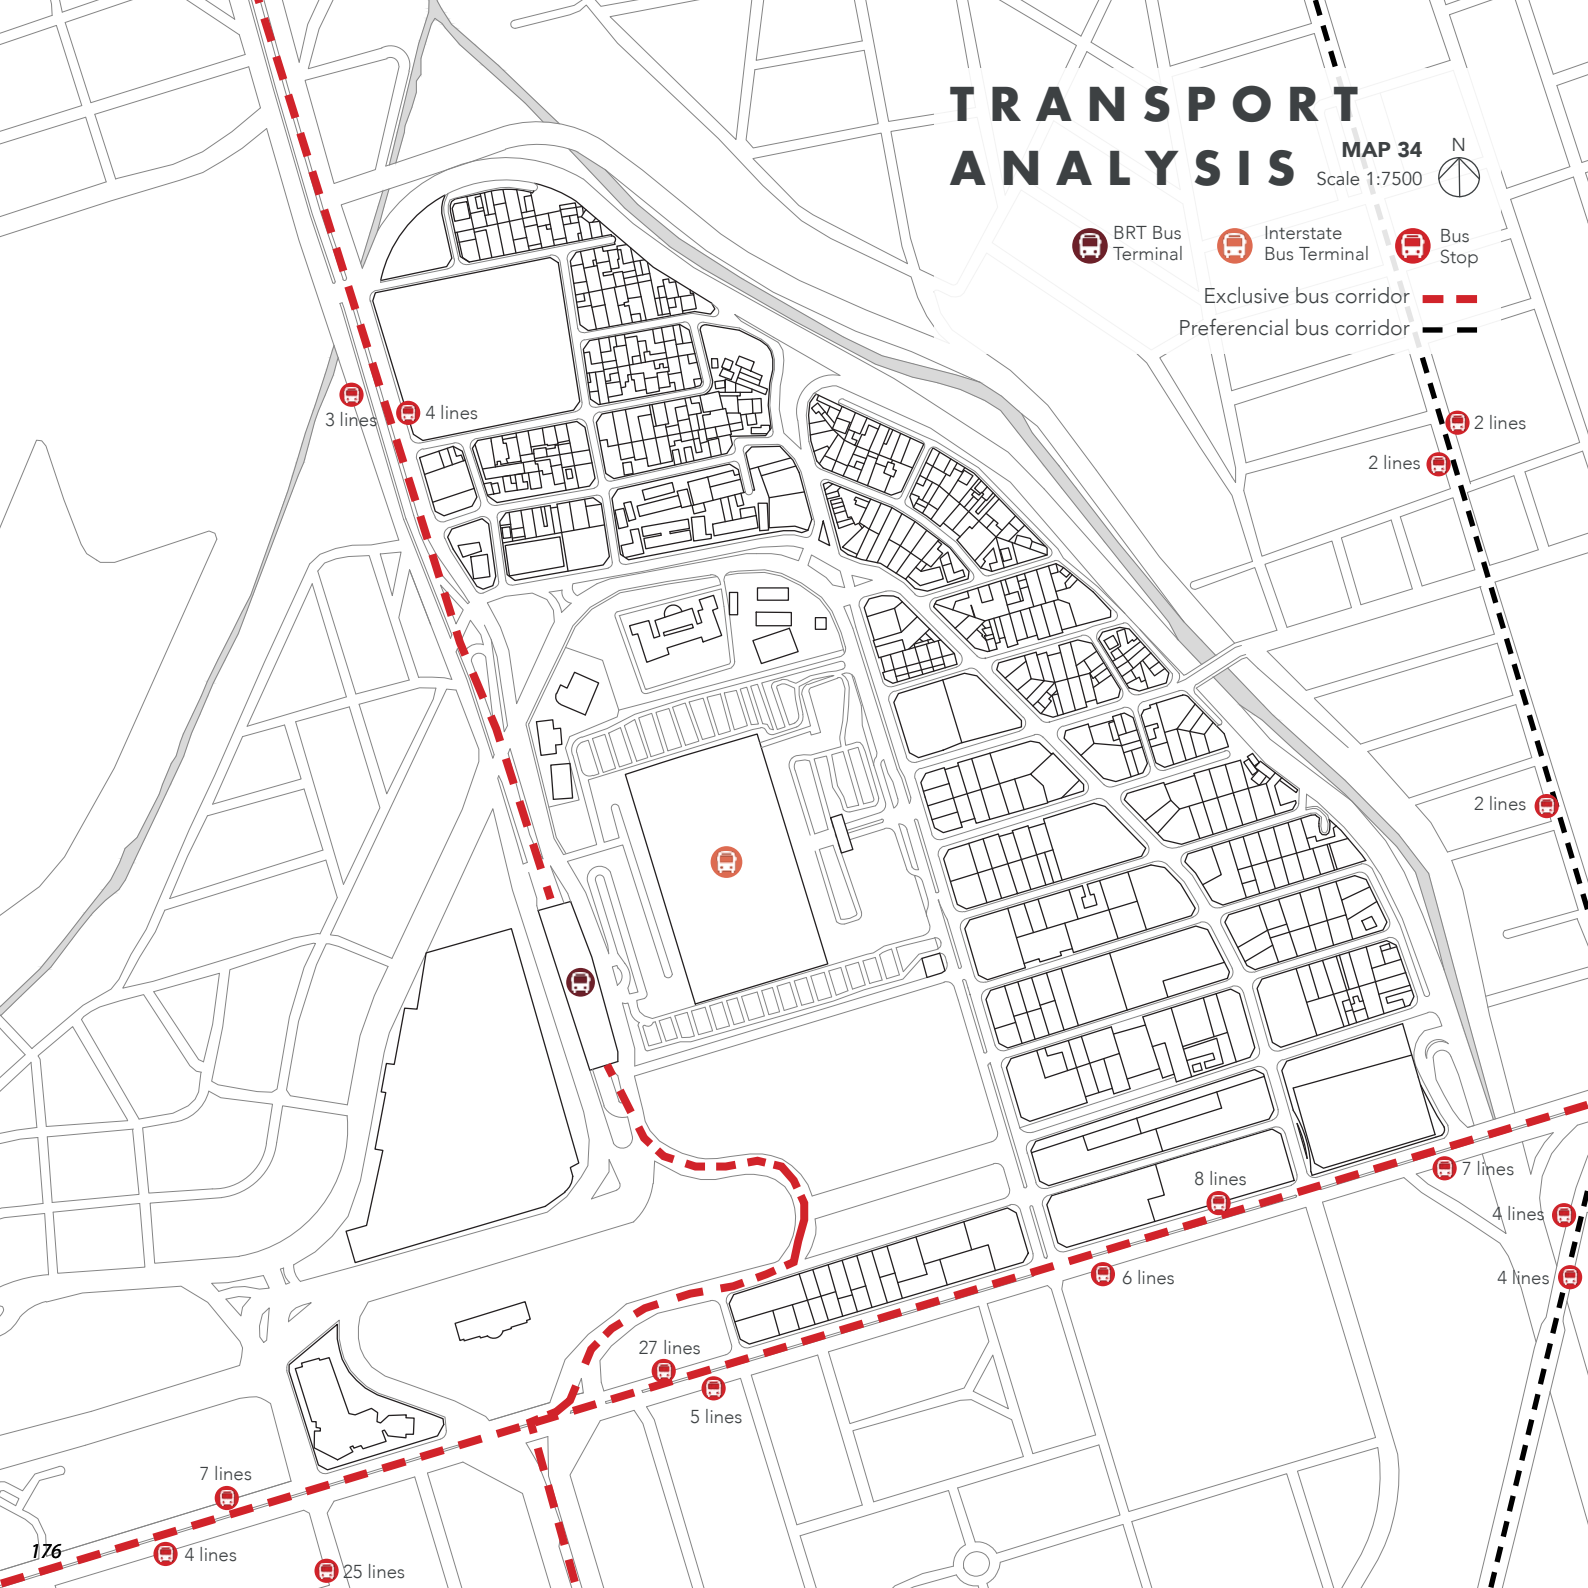 TRANSPORT
ANALYSIS
MAP 34
Scale 1:7500
N
BRT Bus
Terminal
Interstate
Bus Terminal
Bus
Stop
Exclusive bus corridor
Preferencial bus corridor
3 lines
4 lines
2 lines
2 lines
2 lines
7 lines
8 lines
4 lines
6 lines
4 lines
27 lines
5 lines
7 lines
4 lines
25 lines
176